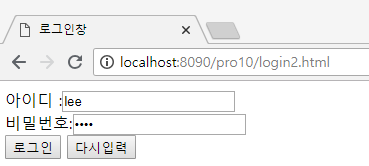 로그인창
localhost:8090/pro10/login2.html
아이디 :lee
비밀번호:••••
로그인 다시입력